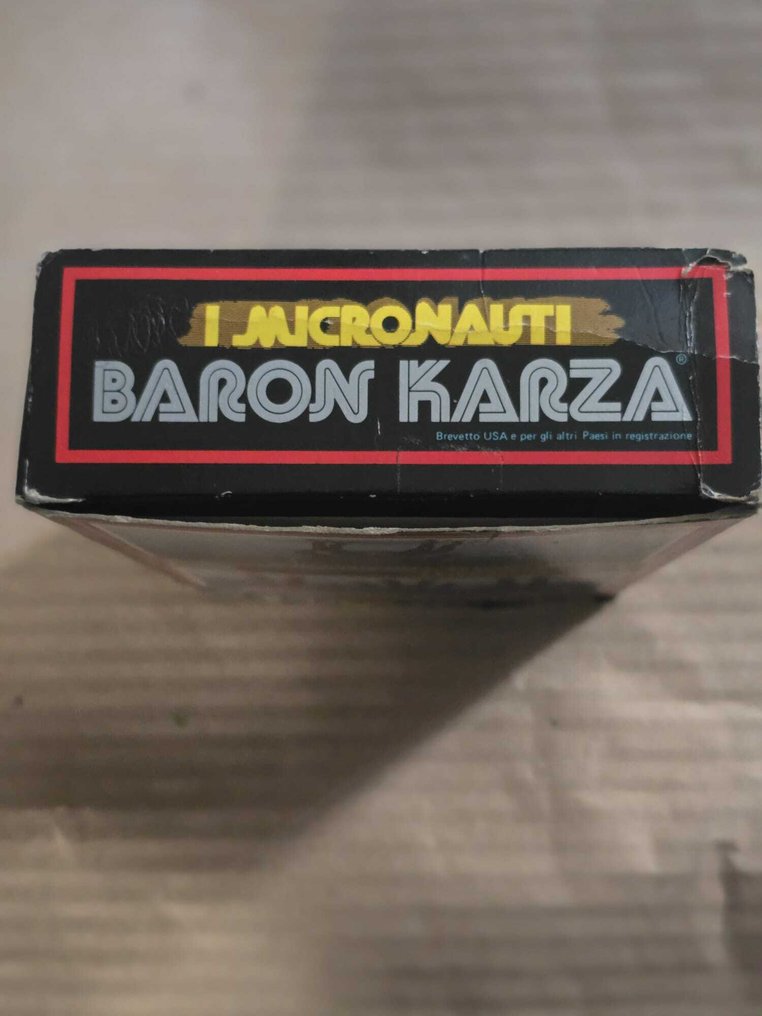 I MICRONAUTI
BARON KARZA®
Brevetto USA e per gli altri Paesi in registrazione